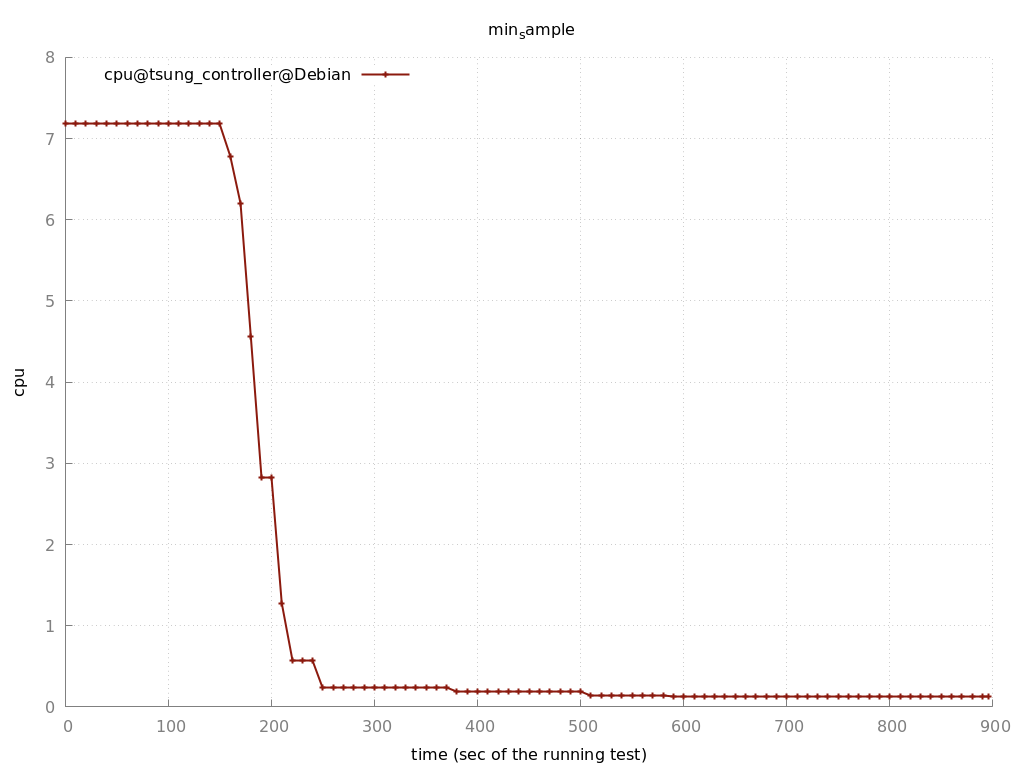 min_sample
cpu@tsung_controller@Debian
8
7
6
5
4
3
2
1
0
cpu
0 100 200 300 400 500 600 700 800 900
time (sec of the running test)